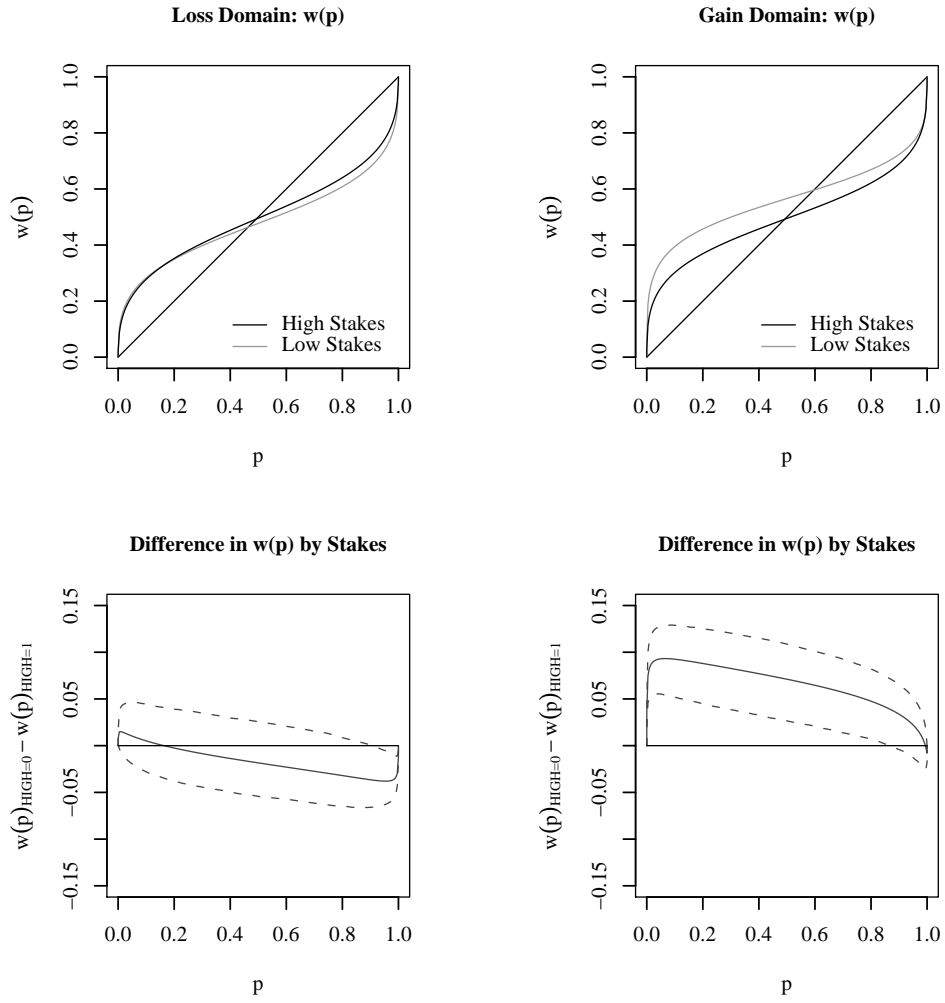 Loss Domain: w(p)
w(p)
1.0
0.8
0.6
0.4
0.2
0.0
High Stakes
Low Stakes
0.0 0.2 0.4 0.6 0.8 1.0
p
Gain Domain: w(p)
w(p)
1.0
0.8
0.6
0.4
0.2
0.0
High Stakes
Low Stakes
0.0 0.2 0.4 0.6 0.8 1.0
p
Difference in w(p) by Stakes
w(p)HIGH=0 − w(p)HIGH=1
0.15
0.05
−0.05
−0.15
0.0 0.2 0.4 0.6 0.8 1.0
p
Difference in w(p) by Stakes
w(p)HIGH=0 − w(p)HIGH=1
0.15
0.05
−0.05
−0.15
0.0 0.2 0.4 0.6 0.8 1.0
p